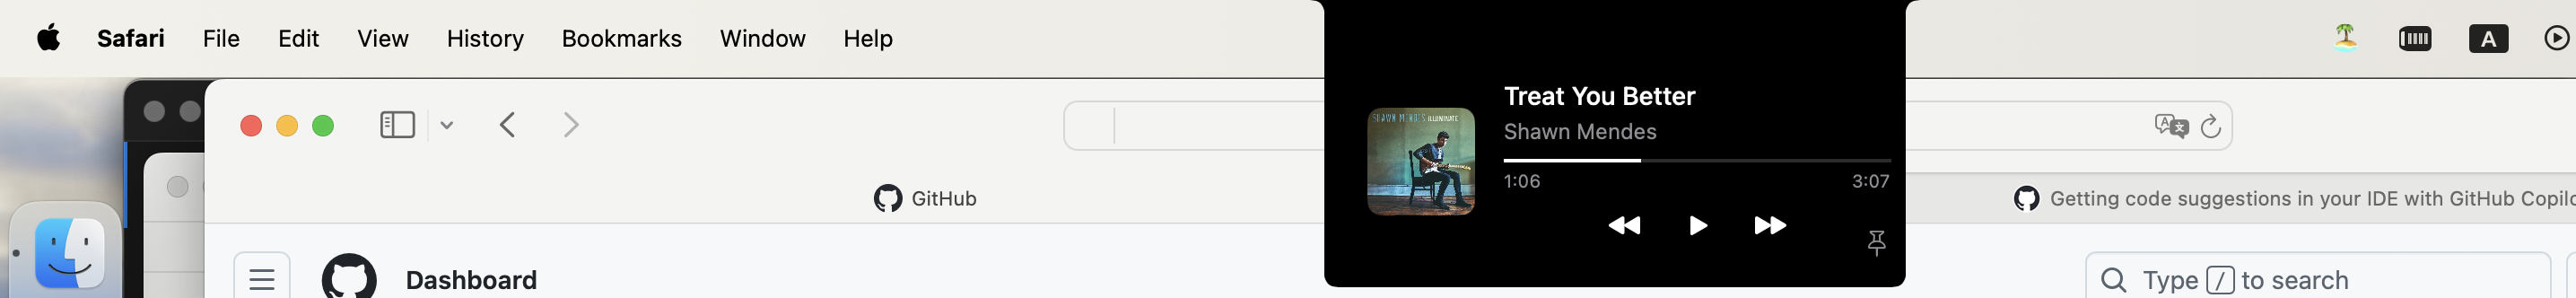 Safari File Edit View History Bookmarks Window Help
A
Treat You Better
SHAWN MENDES ILLUMINATE
Shawn Mendes
1:06 3:07
GitHub
Getting code suggestions in your IDE with GitHub Copilo
Dashboard
Type / to search